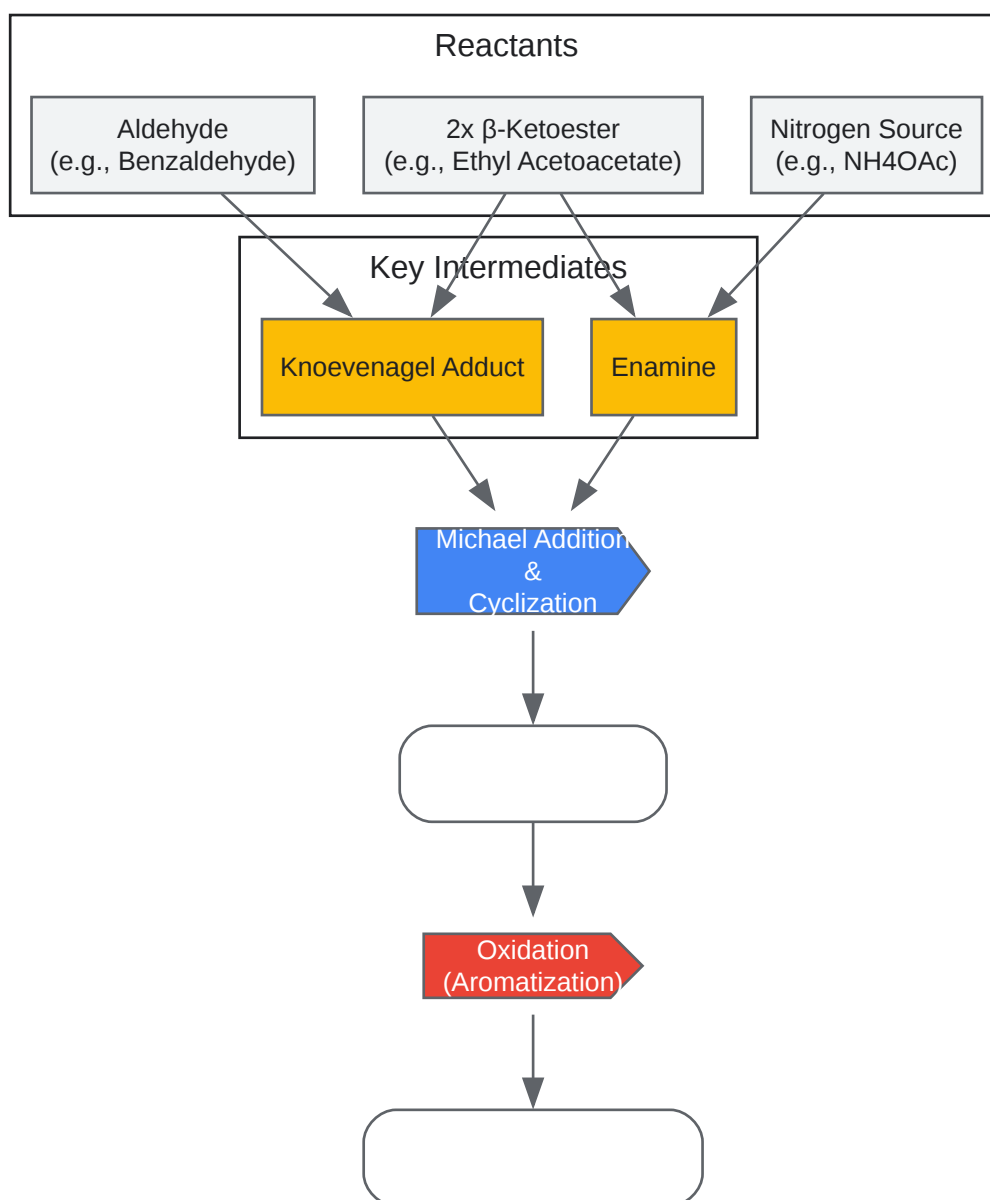 Reactants
Aldehyde
(e.g., Benzaldehyde)
2x β-Ketoester
(e.g., Ethyl Acetoacetate)
Nitrogen Source
(e.g., NH4OAc)
Key Intermediates
Knoevenagel Adduct
Enamine
Michael Addition
&
Cyclization
Oxidation
(Aromatization)